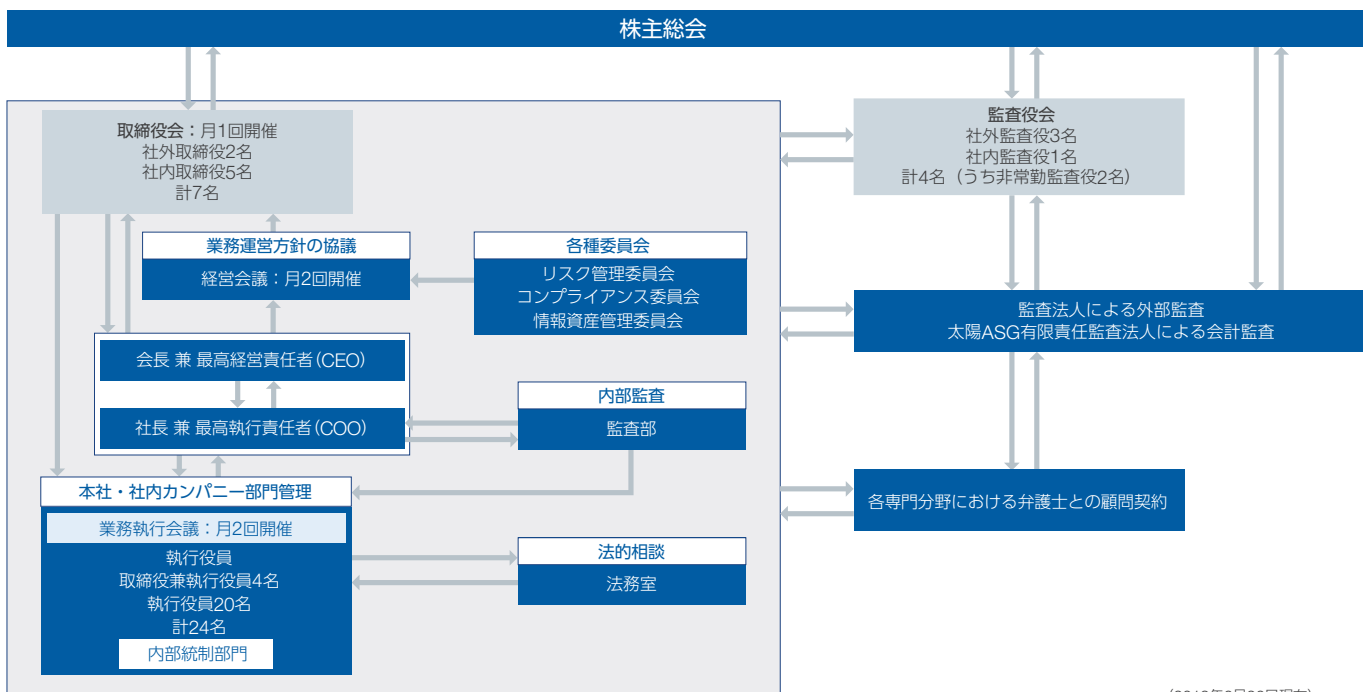 株主総会
取締役会：月1回開催
社外取締役2名
社内取締役5名
計7名
監査役会
社外監査役3名
社内監査役1名
計4名（うち非常勤監査役2名）
業務運営方針の協議
経営会議：月2回開催
各種委員会
リスク管理委員会
コンプライアンス委員会
情報資産管理委員会
監査法人による外部監査
太陽ASG有限責任監査法人による会計監査
会長 兼 最高経営責任者（CEO）
社長 兼 最高執行責任者（COO）
内部監査
監査部
本社・社内カンパニー部門管理
業務執行会議：月2回開催
執行役員
取締役兼執行役員4名
執行役員20名
計24名
内部統制部門
法的相談
法務室
各専門分野における弁護士との顧問契約